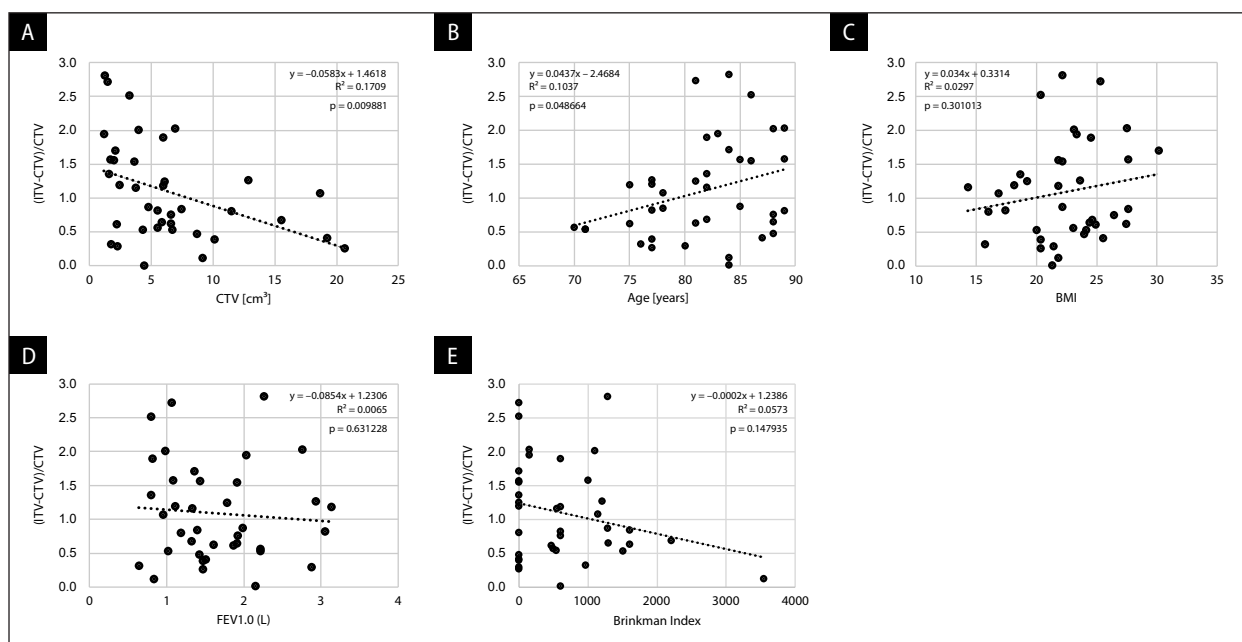 A
y = –0.0583x + 1.4618
R² = 0.1709
p = 0.009881
(ITV-CTV)/CTV
3.0
2.5
2.0
1.5
1.0
0.5
0.0
0 5 10 15 20 25
CTV [cm³]
B
y = 0.0437x – 2.4684
R² = 0.1037
p = 0.048664
(ITV-CTV)/CTV
3.0
2.5
2.0
1.5
1.0
0.5
0.0
65 70 75 80 85 89 89
Age [years]
C
y = 0.034x + 0.3314
R² = 0.0297
p = 0.301013
(ITV-CTV)/CTV
3.0
2.5
2.0
1.5
1.0
0.5
0.0
10 15 20 25 30 35
BMI
D
y = –0.0854x + 1.2306
R² = 0.0065
p = 0.631228
(ITV-CTV)/CTV
3.0
2.5
2.0
1.5
1.0
0.5
0.0
0 1 2 3 4
FEV1.0 (L)
E
y = –0.0002x + 1.2386
R² = 0.0573
p = 0.147935
(ITV-CTV)/CTV
3.0
2.5
2.0
1.5
1.0
0.5
0.0
0 1000 2000 3000 4000
Brinkman Index